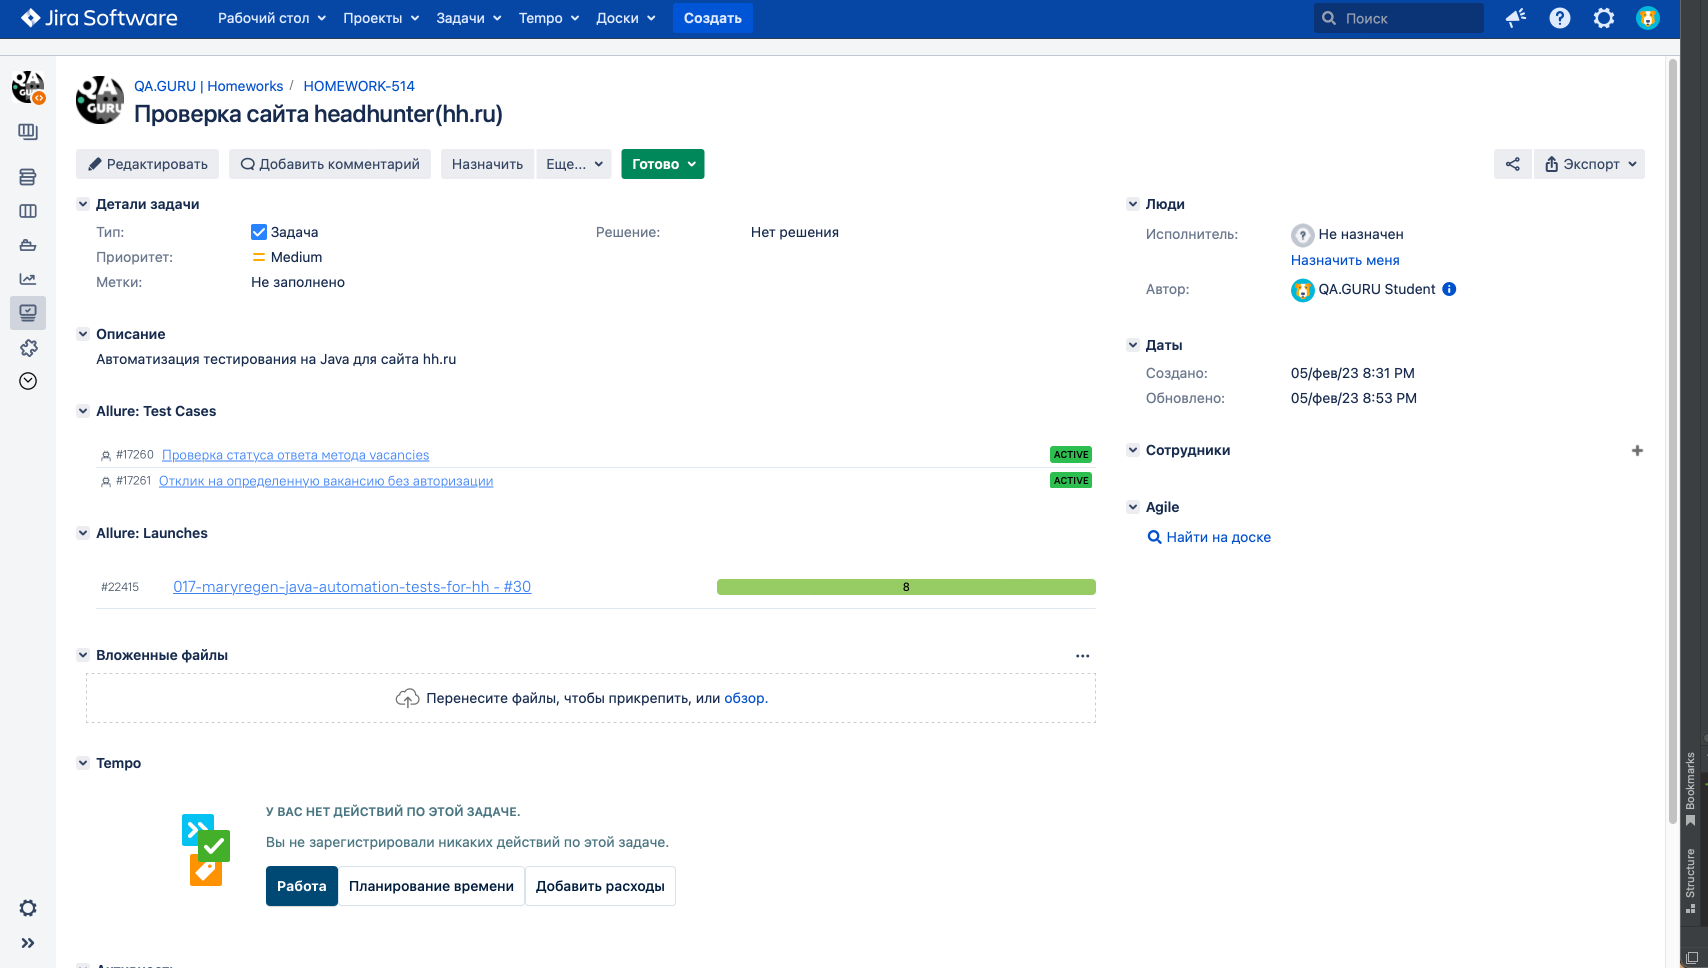 Jira Software
Рабочий стол
Проекты
Задачи
Tempo
Доски
Создать
Поиск
QA GURU
QA GURU
QA.GURU | Homeworks / HOMEWORK-514
Проверка сайта headhunter(hh.ru)
Редактировать
Добавить комментарий
Назначить
Еще...
Готово
Экспорт
Детали задачи
Тип: Задача
Решение: Нет решения
Приоритет: Medium
Метки: Не заполнено
Описание
Автоматизация тестирования на Java для сайта hh.ru
Allure: Test Cases
#17260 Проверка статуса ответа метода vacancies ACTIVE
#17261 Отклик на определенную вакансию без авторизации ACTIVE
Allure: Launches
#22415 017-maryregen-java-automation-tests-for-hh - #30 8
Вложенные файлы
Перенесите файлы, чтобы прикрепить, или обзор.
Tempo
У ВАС НЕТ ДЕЙСТВИЙ ПО ЭТОЙ ЗАДАЧЕ.
Вы не зарегистрировали никаких действий по этой задаче.
Работа
Планирование времени
Добавить расходы
Активность
Люди
Исполнитель: Не назначен
Назначить меня
Автор: QA.GURU Student
Даты
Создано: 05/фев/23 8:31 PM
Обновлено: 05/фев/23 8:53 PM
Сотрудники
Agile
Найти на доске
Bookmarks
Structure